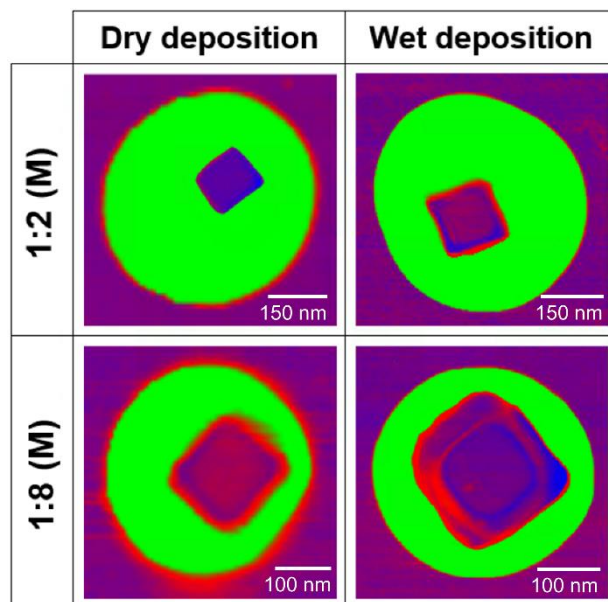 Dry deposition
Wet deposition
1:2 (M)
150 nm
150 nm
1:8 (M)
100 nm
100 nm